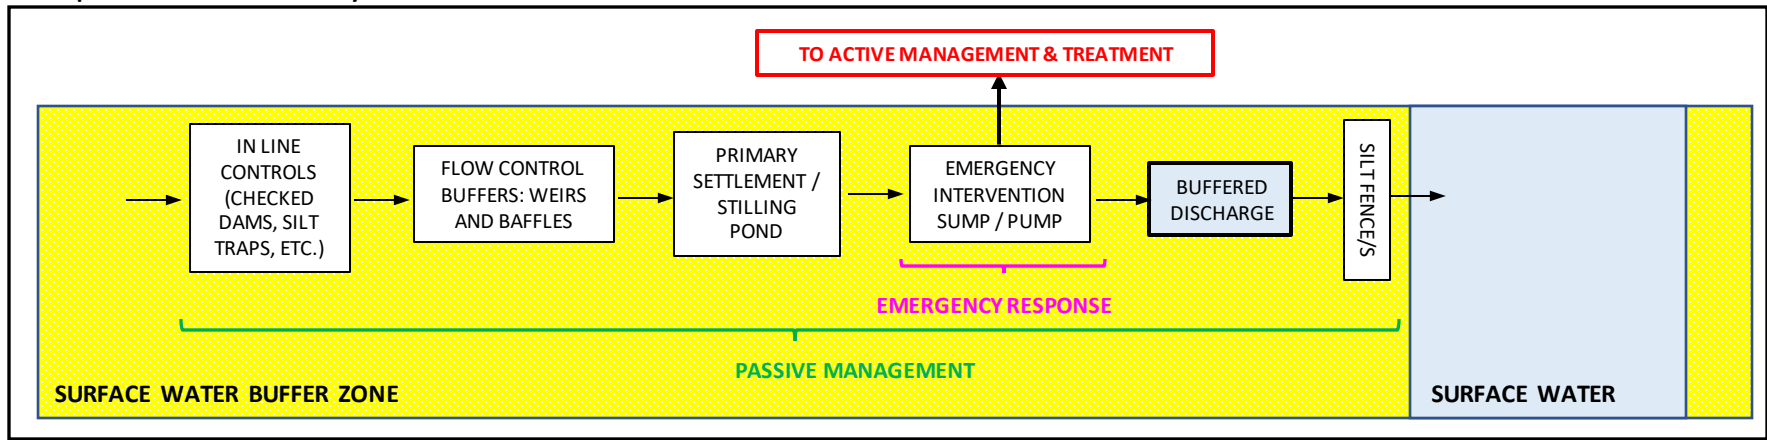 TO ACTIVE MANAGEMENT & TREATMENT
IN LINE
CONTROLS
(CHECKED
DAMS, SILT
TRAPS, ETC.)
FLOW CONTROL
BUFFERS: WEIRS
AND BAFFLES
PRIMARY
SETTLEMENT /
STILLING
POND
EMERGENCY
INTERVENTION
SUMP / PUMP
BUFFERED
DISCHARGE
SILT FENCE/S
EMERGENCY RESPONSE
PASSIVE MANAGEMENT
SURFACE WATER BUFFER ZONE
SURFACE WATER